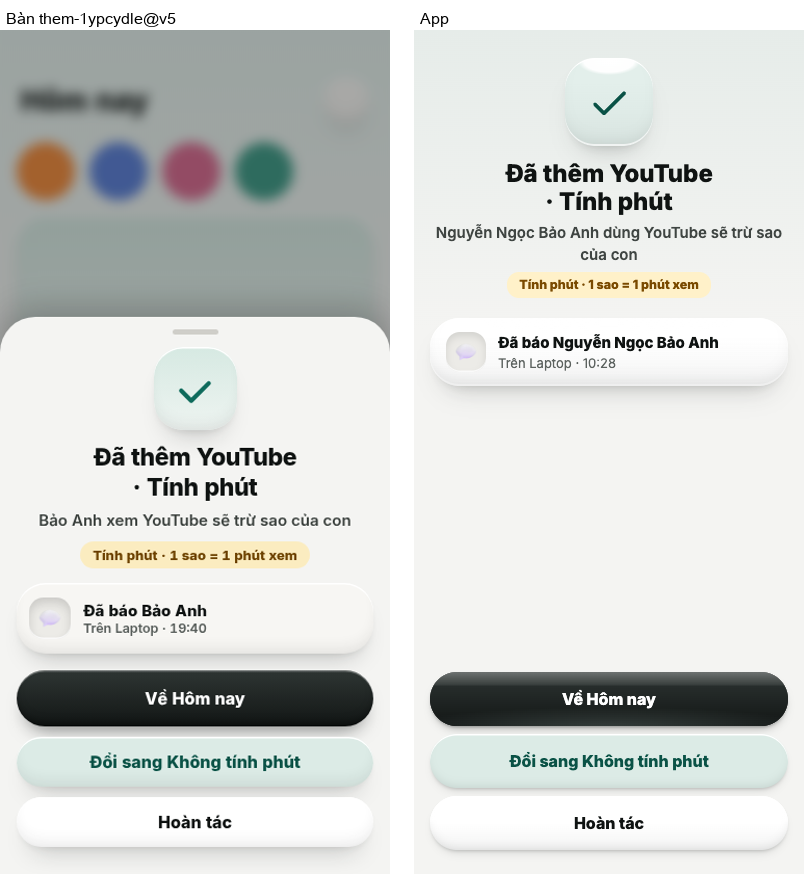 Bản them-1ypcydle@v5
App
Hôm nay
Đã thêm YouTube
· Tính phút
Bảo Anh xem YouTube sẽ trừ sao của con
Tính phút · 1 sao = 1 phút xem
Đã báo Bảo Anh
Trên Laptop · 19:40
Về Hôm nay
Đổi sang Không tính phút
Hoàn tác
Đã thêm YouTube
· Tính phút
Nguyễn Ngọc Bảo Anh dùng YouTube sẽ trừ sao
của con
Tính phút · 1 sao = 1 phút xem
Đã báo Nguyễn Ngọc Bảo Anh
Trên Laptop · 10:28
Về Hôm nay
Đổi sang Không tính phút
Hoàn tác